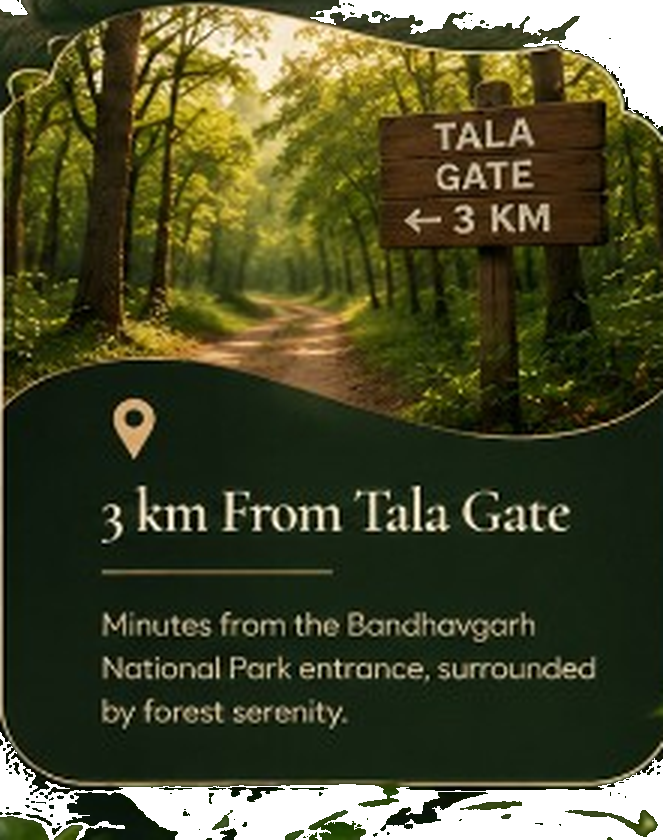 TALA
GATE
← 3 KM
3 km From Tala Gate
Minutes from the Bandhavgarh
National Park entrance, surrounded
by forest serenity.